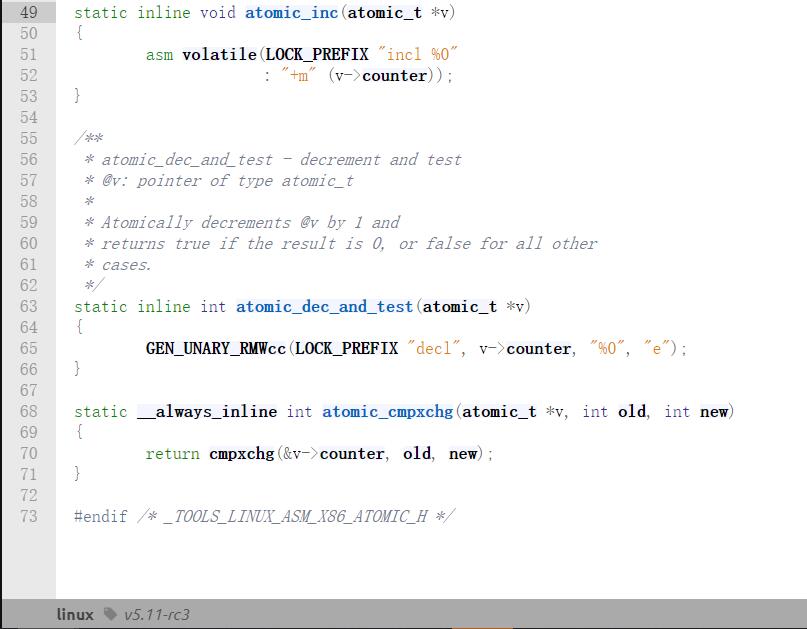 49 static inline void atomic_inc(atomic_t *v)
50 {
51         asm volatile(LOCK_PREFIX "incl %0"
52                      : "+m" (v->counter));
53 }
54
55 /**
56  * atomic_dec_and_test - decrement and test
57  * @v: pointer of type atomic_t
58  *
59  * Atomically decrements @v by 1 and
60  * returns true if the result is 0, or false for all other
61  * cases.
62  */
63 static inline int atomic_dec_and_test(atomic_t *v)
64 {
65         GEN_UNARY_RMWcc(LOCK_PREFIX "decl", v->counter, "%0", "e");
66 }
67
68 static __always_inline int atomic_cmpxchg(atomic_t *v, int old, int new)
69 {
70         return cmpxchg(&v->counter, old, new);
71 }
72
73 #endif /* _TOOLS_LINUX_ASM_X86_ATOMIC_H */
linux v5.11-rc3